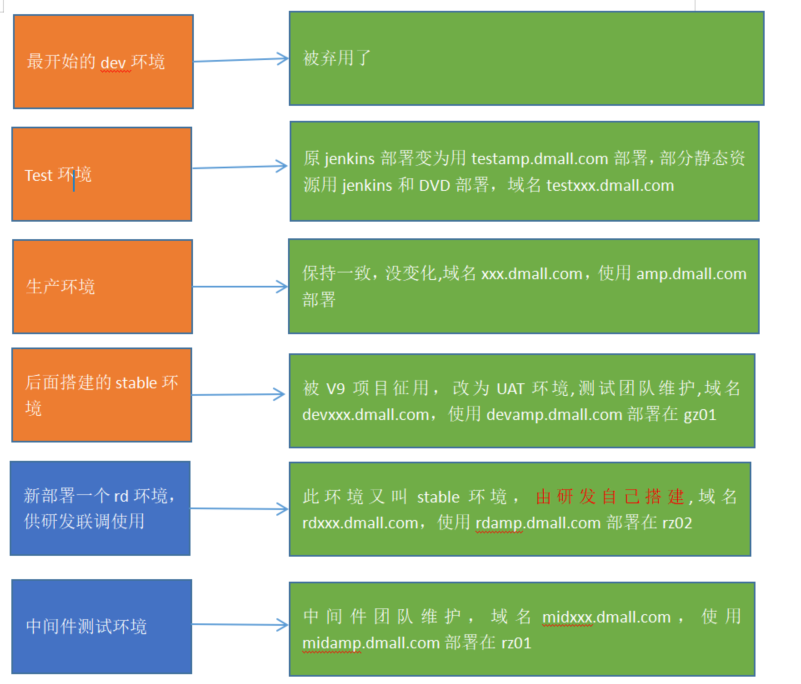 最开始的 dev 环境
被弃用了
Test 环境
原 jenkins 部署变为用 testamp.dmall.com 部署，部分静态资
源用 jenkins 和 DVD 部署，域名 testxxx.dmall.com
生产环境
保持一致，没变化,域名 xxx.dmall.com，使用 amp.dmall.com
部署
后面搭建的 stable 环
境
被 V9 项目征用，改为 UAT 环境,测试团队维护,域名
devxxx.dmall.com，使用 devamp.dmall.com 部署在 gz01
新部署一个 rd 环境，
供研发联调使用
此环境又叫 stable 环境，由研发自己搭建,域名
rdxxx.dmall.com，使用 rdamp.dmall.com 部署在 rz02
中间件测试环境
中间件团队维护，域名 midxxx.dmall.com，使用
midamp.dmall.com 部署在 rz01